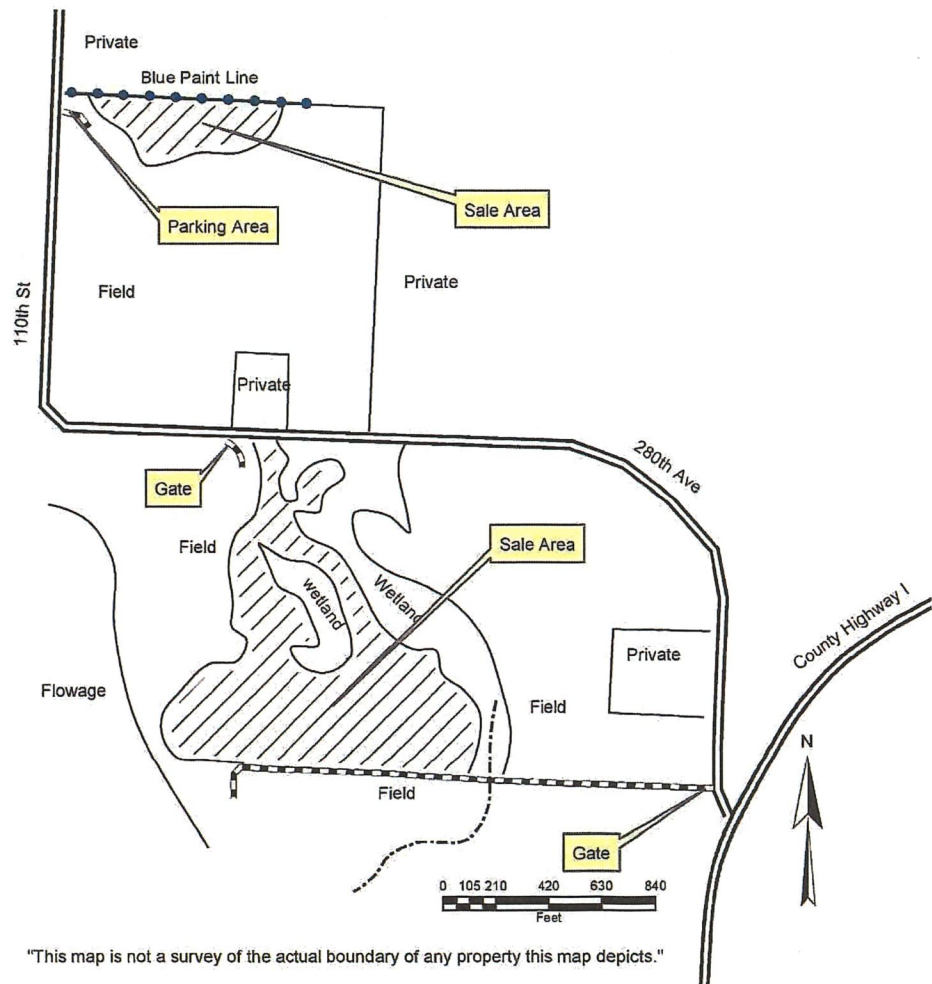 Private
Blue Paint Line
Sale Area
Parking Area
Private
Field
110th St
Private
280th Ave
Gate
Field
Sale Area
wetland
Wetland
Private
County Highway I
Flowage
Field
N
Field
Gate
0 105 210 420 630 840
Feet
"This map is not a survey of the actual boundary of any property this map depicts."